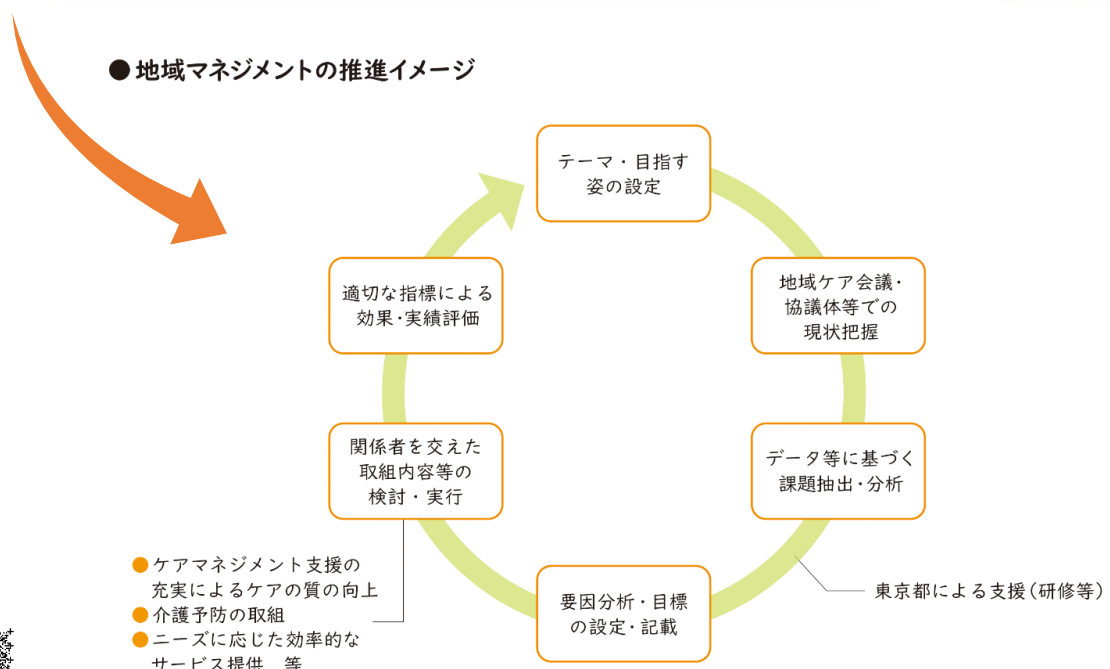 ●地域マネジメントの推進イメージ
テーマ・目指す
姿の設定
地域ケア会議・
協議体等での
現状把握
データ等に基づく
課題抽出・分析
東京都による支援（研修等）
要因分析・目標
の設定・記載
関係者を交えた
取組内容等の
検討・実行
●ケアマネジメント支援の
充実によるケアの質の向上
●介護予防の取組
●ニーズに応じた効率的な
サービス提供　等
適切な指標による
効果・実績評価